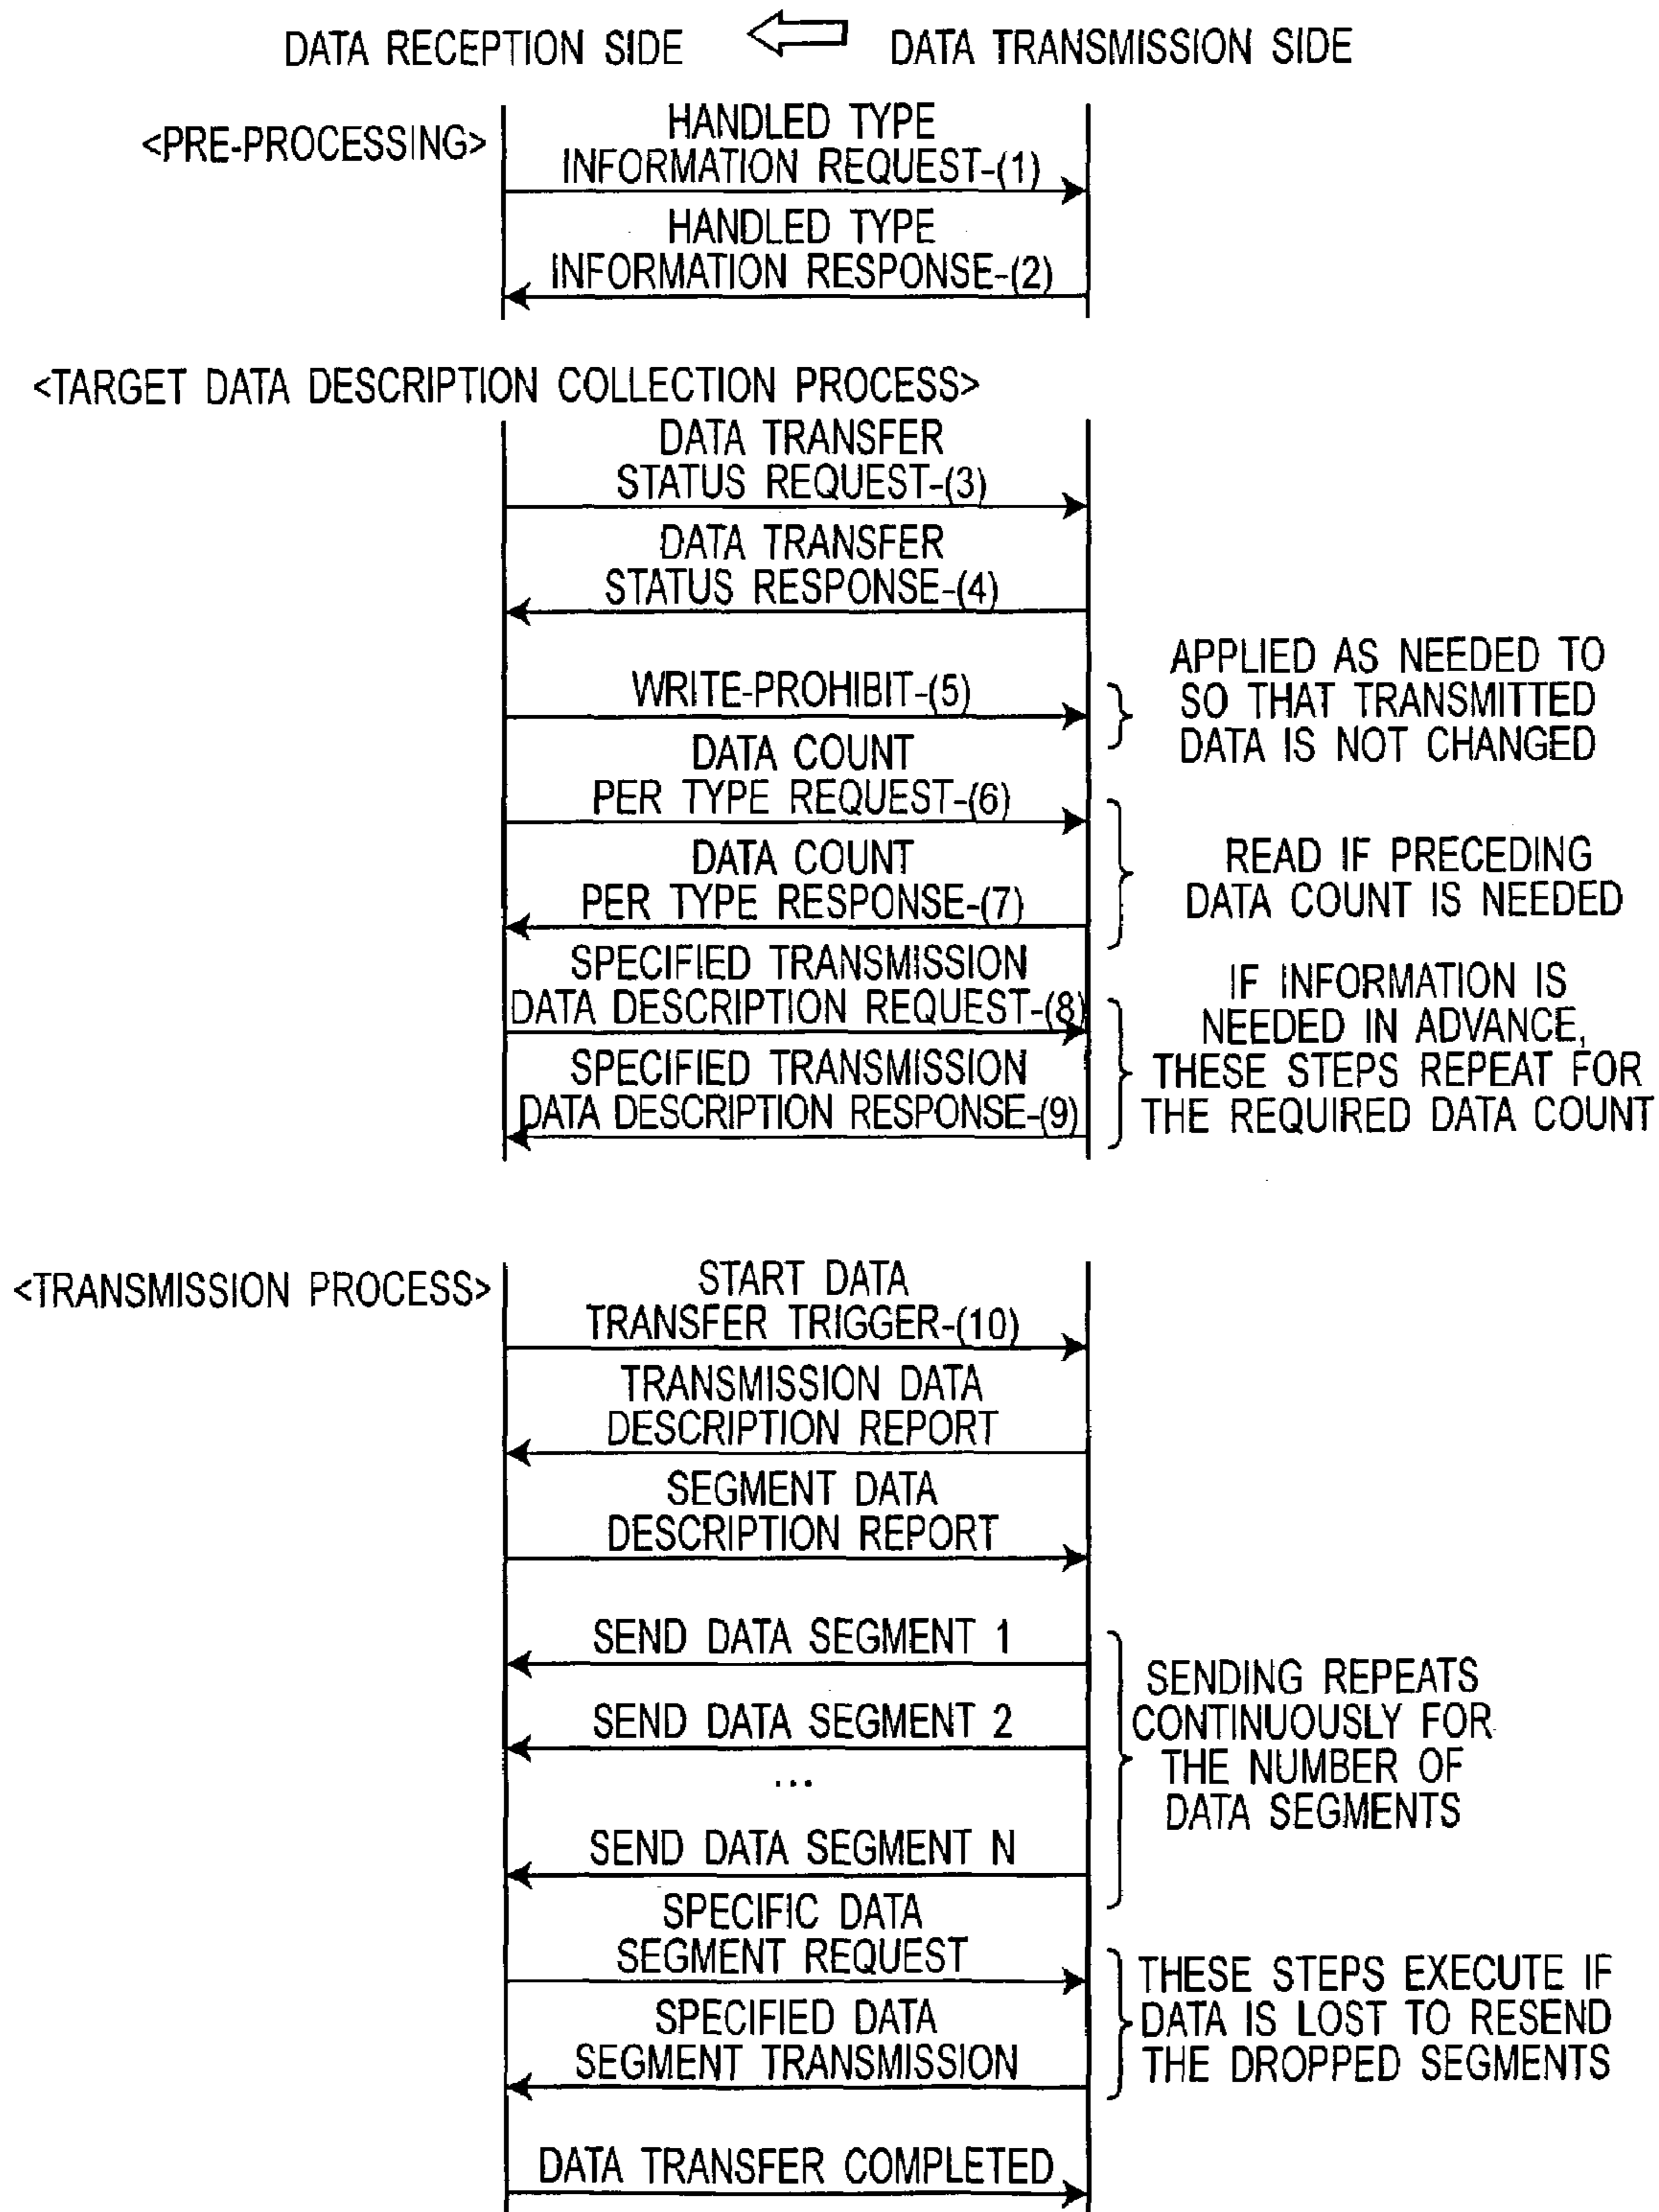 DATA RECEPTION SIDE DATA TRANSMISSION SIDE
<PRE-PROCESSING>
HANDLED TYPE
INFORMATION REQUEST-(1)
HANDLED TYPE
INFORMATION RESPONSE-(2)
<TARGET DATA DESCRIPTION COLLECTION PROCESS>
DATA TRANSFER
STATUS REQUEST-(3)
DATA TRANSFER
STATUS RESPONSE-(4)
WRITE-PROHIBIT-(5)
APPLIED AS NEEDED TO
SO THAT TRANSMITTED
DATA IS NOT CHANGED
DATA COUNT
PER TYPE REQUEST-(6)
DATA COUNT
PER TYPE RESPONSE-(7)
READ IF PRECEDING
DATA COUNT IS NEEDED
SPECIFIED TRANSMISSION
DATA DESCRIPTION REQUEST-(8)
SPECIFIED TRANSMISSION
DATA DESCRIPTION RESPONSE-(9)
IF INFORMATION IS
NEEDED IN ADVANCE,
THESE STEPS REPEAT FOR
THE REQUIRED DATA COUNT
<TRANSMISSION PROCESS>
START DATA
TRANSFER TRIGGER-(10)
TRANSMISSION DATA
DESCRIPTION REPORT
SEGMENT DATA
DESCRIPTION REPORT
SEND DATA SEGMENT 1
SEND DATA SEGMENT 2
...
SEND DATA SEGMENT N
SENDING REPEATS
CONTINUOUSLY FOR
THE NUMBER OF
DATA SEGMENTS
SPECIFIC DATA
SEGMENT REQUEST
SPECIFIED DATA
SEGMENT TRANSMISSION
THESE STEPS EXECUTE IF
DATA IS LOST TO RESEND
THE DROPPED SEGMENTS
DATA TRANSFER COMPLETED